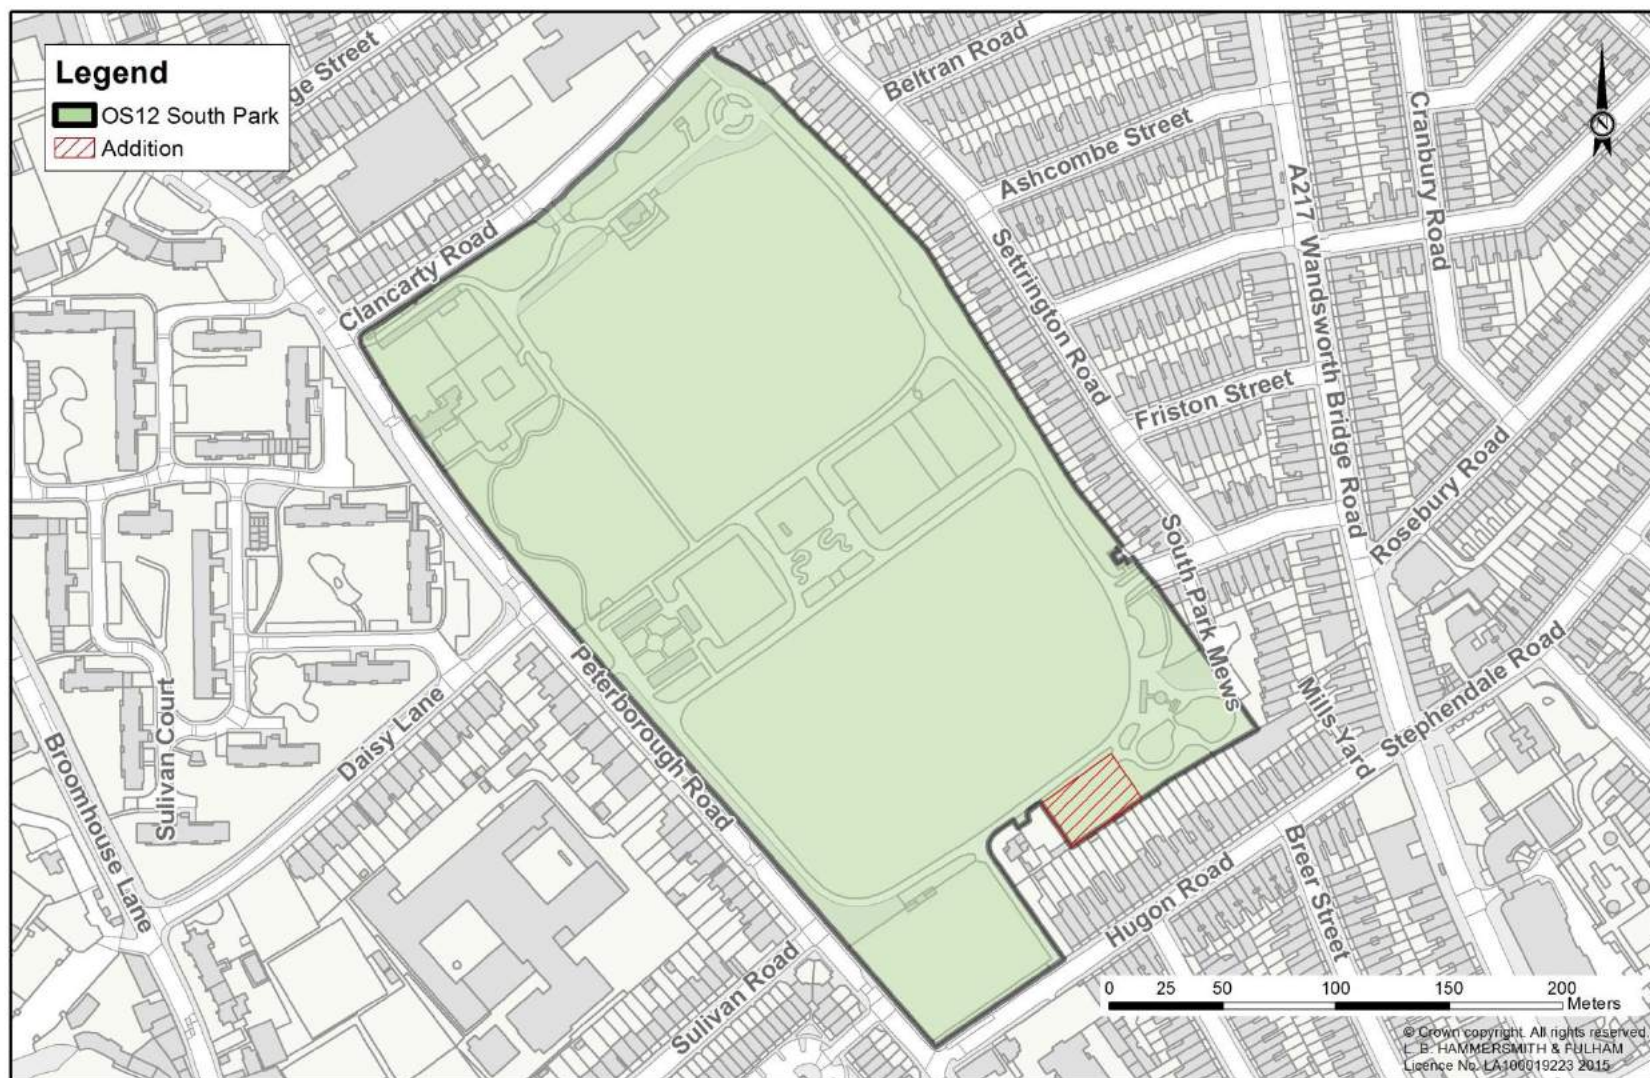 Legend
OS12 South Park
Addition
ge Street
Beltran Road
Ashcombe Street
Cranbury Road
A217 Wandsworth Bridge Road
Clancarty Road
Settrington Road
Friston Street
Rosebury Road
South Park Mews
Peterborough Road
Mills Yard
Stephendale Road
Sulivan Court
Daisy Lane
Broomhouse Lane
Breer Street
Hugon Road
Sulivan Road
0 25 50 100 150 200
Meters
© Crown copyright. All rights reserved
L. B. HAMMERSMITH & FULHAM
Licence No. LA100019223 2015